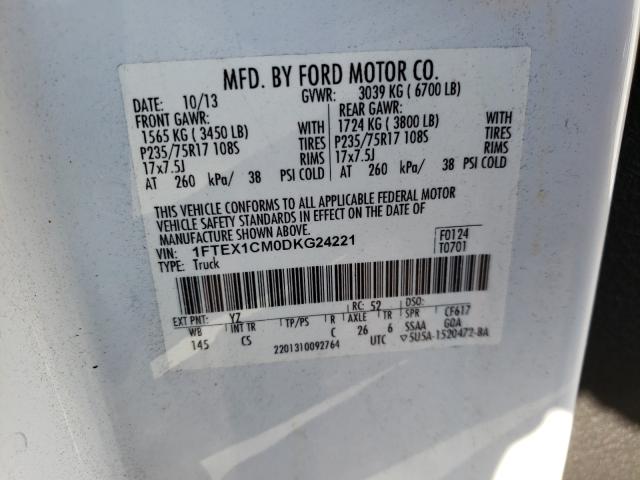 MFD. BY FORD MOTOR CO.
DATE: 10/13 GVWR: 3039 KG ( 6700 LB)
FRONT GAWR: REAR GAWR:
1565 KG ( 3450 LB) WITH 1724 KG ( 3800 LB) WITH
P235/75R17 108S TIRES P235/75R17 108S TIRES
17x7.5J RIMS 17x7.5J RIMS
AT 260 kPa/ 38 PSI COLD AT 260 kPa/ 38 PSI COLD
THIS VEHICLE CONFORMS TO ALL APPLICABLE FEDERAL MOTOR
VEHICLE SAFETY STANDARDS IN EFFECT ON THE DATE OF
MANUFACTURE SHOWN ABOVE.
VIN: 1FTEX1CM0DKG24221 F0124
TYPE: Truck T0701
EXT PNT: YZ RC: 52 DSO:
WB INT TR TP/PS R AXLE TR SPR CF617
145 CS C 26 6 SSAA G0A
2201310092764 UTC ▽5U5A-1520472-BA